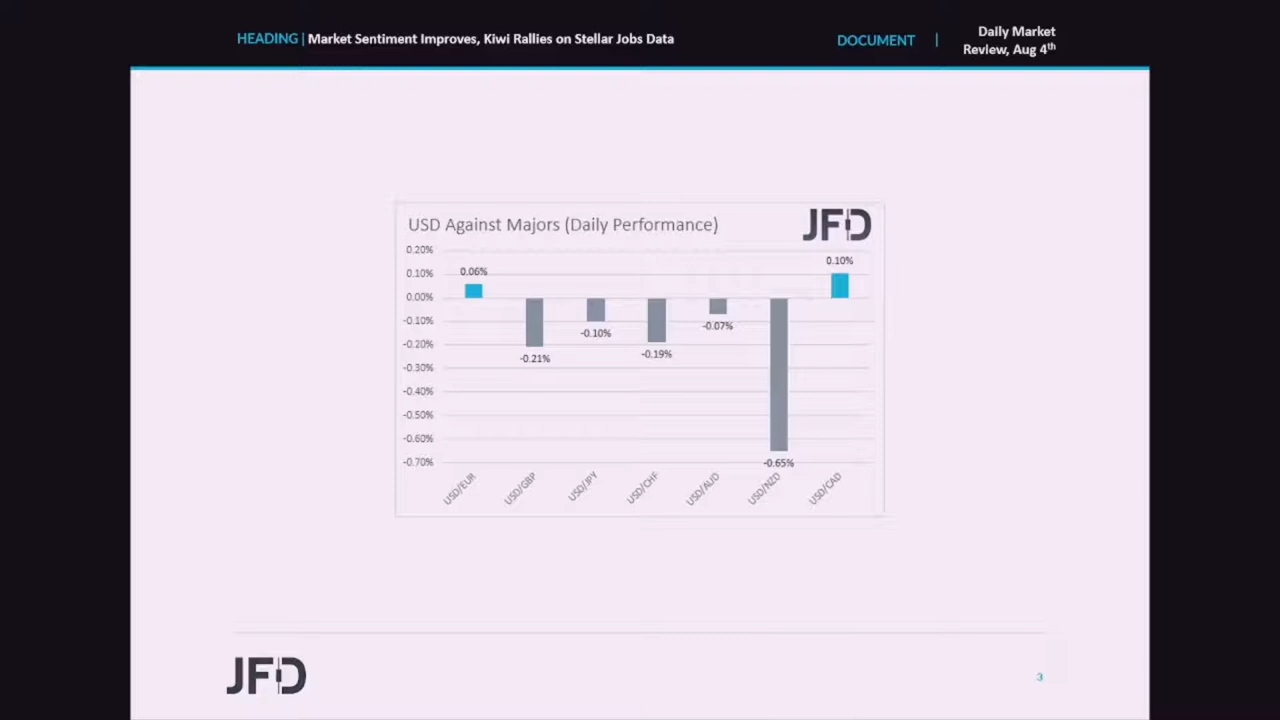 HEADING | Market Sentiment Improves, Kiwi Rallies on Stellar Jobs Data
DOCUMENT | Daily Market
Review, Aug 4th
USD Against Majors (Daily Performance)
JFD
0.20%
0.10%
0.00%
-0.10%
-0.20%
-0.30%
-0.40%
-0.50%
-0.60%
-0.70%
0.06%
-0.21%
-0.10%
-0.19%
-0.07%
-0.65%
0.10%
USD/EUR
USD/GBP
USD/JPY
USD/CHF
USD/AUD
USD/NZD
USD/CAD
JFD
3